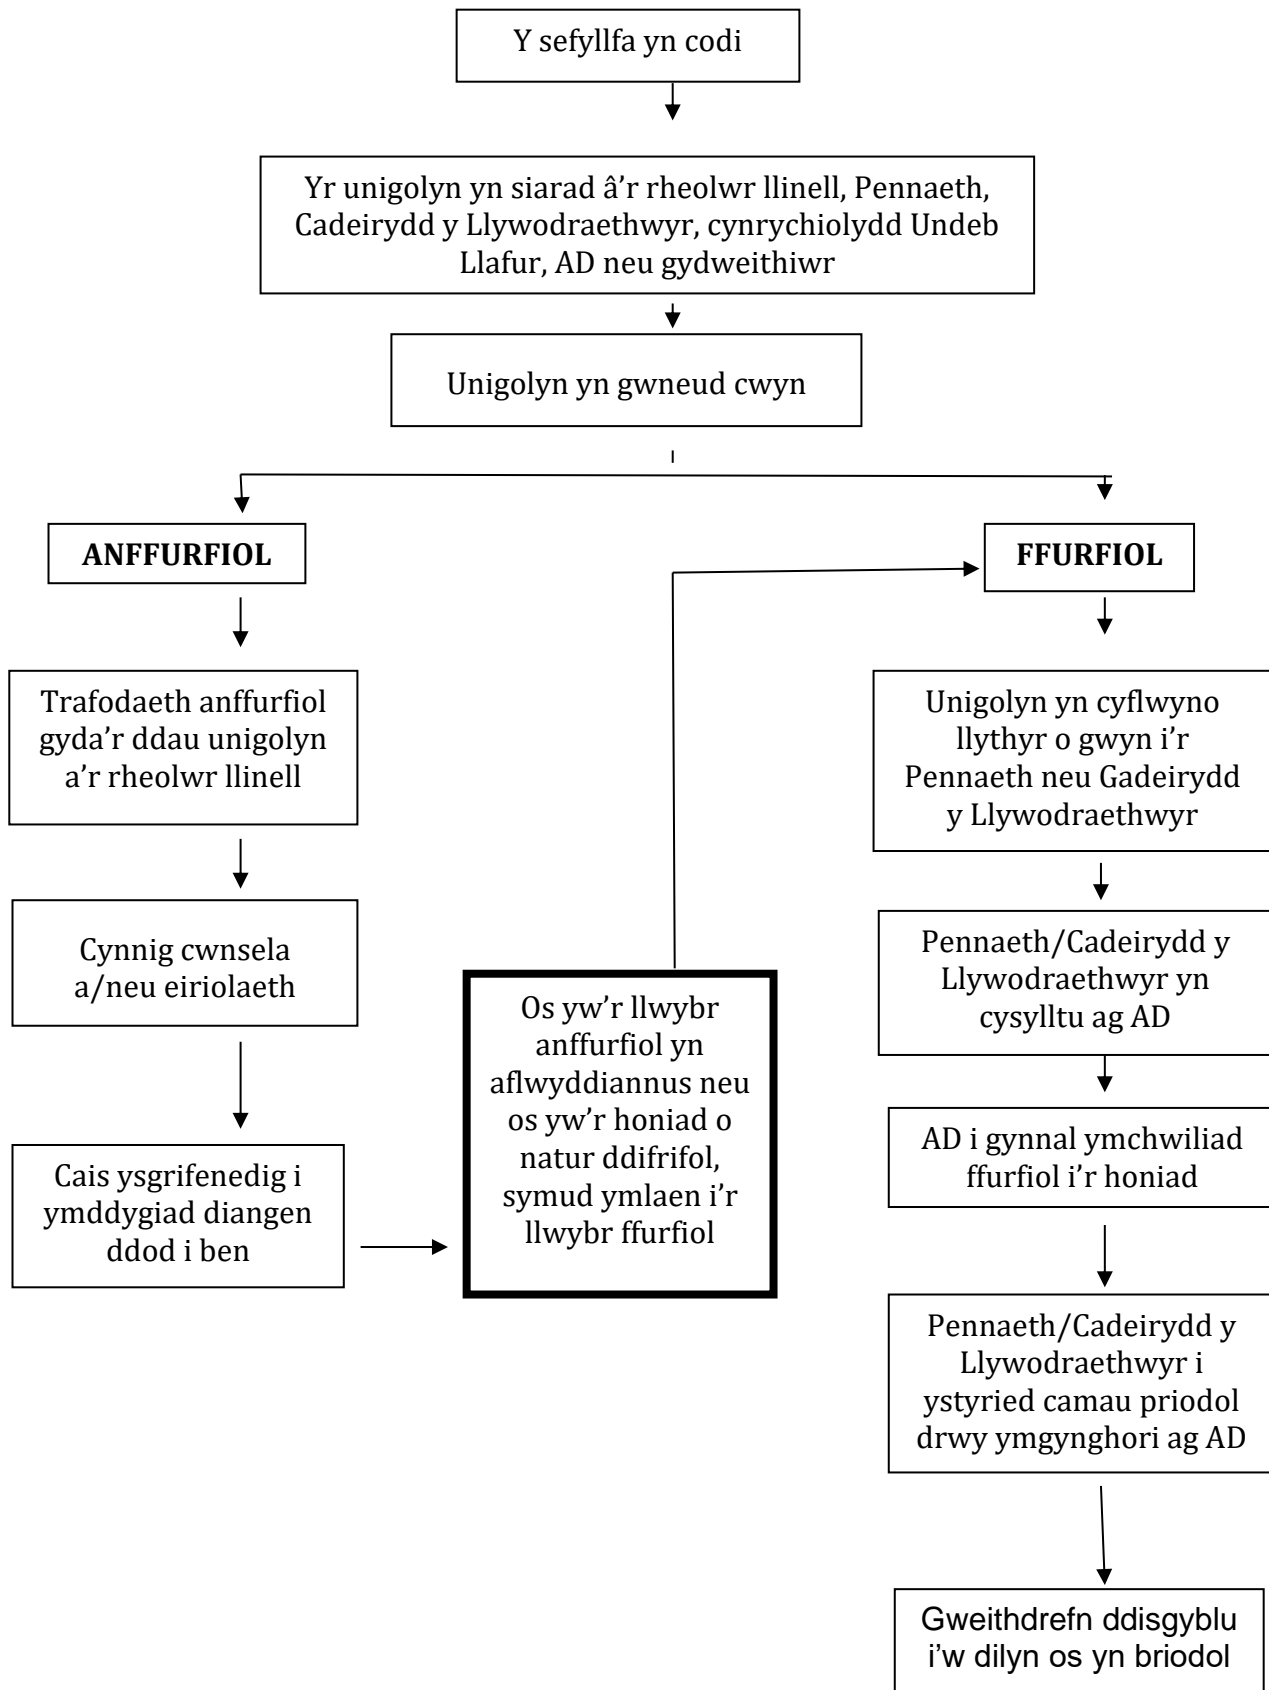 Y sefyllfa yn codi
Yr unigolyn yn siarad â'r rheolwr llinell, Pennaeth,
Cadeirydd y Llywodraethwyr, cynrychiolydd Undeb
Llafur, AD neu gydweithiwr
Unigolyn yn gwneud cwyn
ANFFURFIOL
Trafodaeth anffurfiol
gyda'r ddau unigolyn
a'r rheolwr llinell
Cynnig cwnsela
a/neu eiriolaeth
Cais ysgrifenedig i
ymddygiad diangen
ddod i ben
Os yw'r llwybr
anffurfiol yn
aflwyddiannus neu
os yw'r honiad o
natur ddifrifol,
symud ymlaen i'r
llwybr ffurfiol
FFURFIOL
Unigolyn yn cyflwyno
llythyr o gwyn i'r
Pennaeth neu Gadeirydd
y Llywodraethwyr
Pennaeth/Cadeirydd y
Llywodraethwyr yn
cysylltu ag AD
AD i gynnal ymchwiliad
ffurfiol i'r honiad
Pennaeth/Cadeirydd y
Llywodraethwyr i
ystyried camau priodol
drwy ymgynghori ag AD
Gweithdrefn ddisgyblu
i'w dilyn os yn briodol